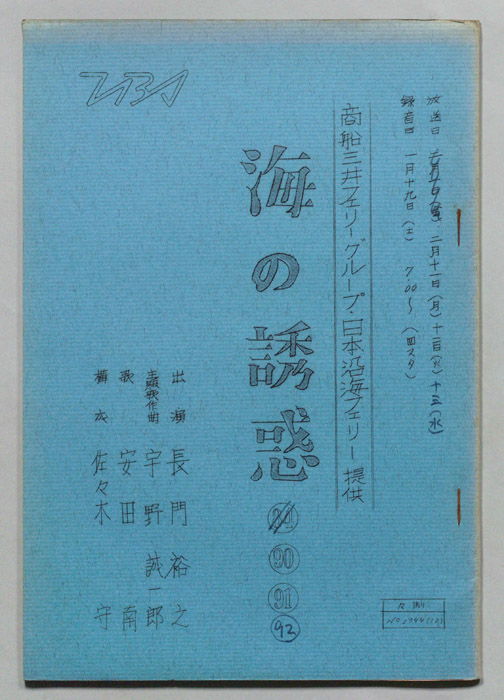 TBS
放送日 二月十一日(月)十二日(火)十三(水)
録音日 一月十九日(土) 7.00〜 (四スタ)
商船三井フェリーグループ・日本沿海フェリー 提供
海の誘惑 90 91 92
出演 長門裕之
主題歌作曲 宇野誠一郎
歌 安田南
構成 佐々木守